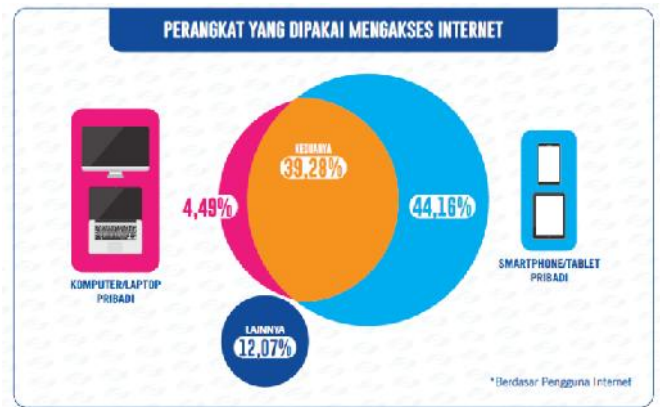 PERANGKAT YANG DIPAKAI MENGAKSES INTERNET
KEDUANYA
39,28%
4,49%
44,16%
KOMPUTER/LAPTOP
PRIBADI
SMARTPHONE/TABLET
PRIBADI
LAINNYA
12,07%
*Berdasar Pengguna Internet